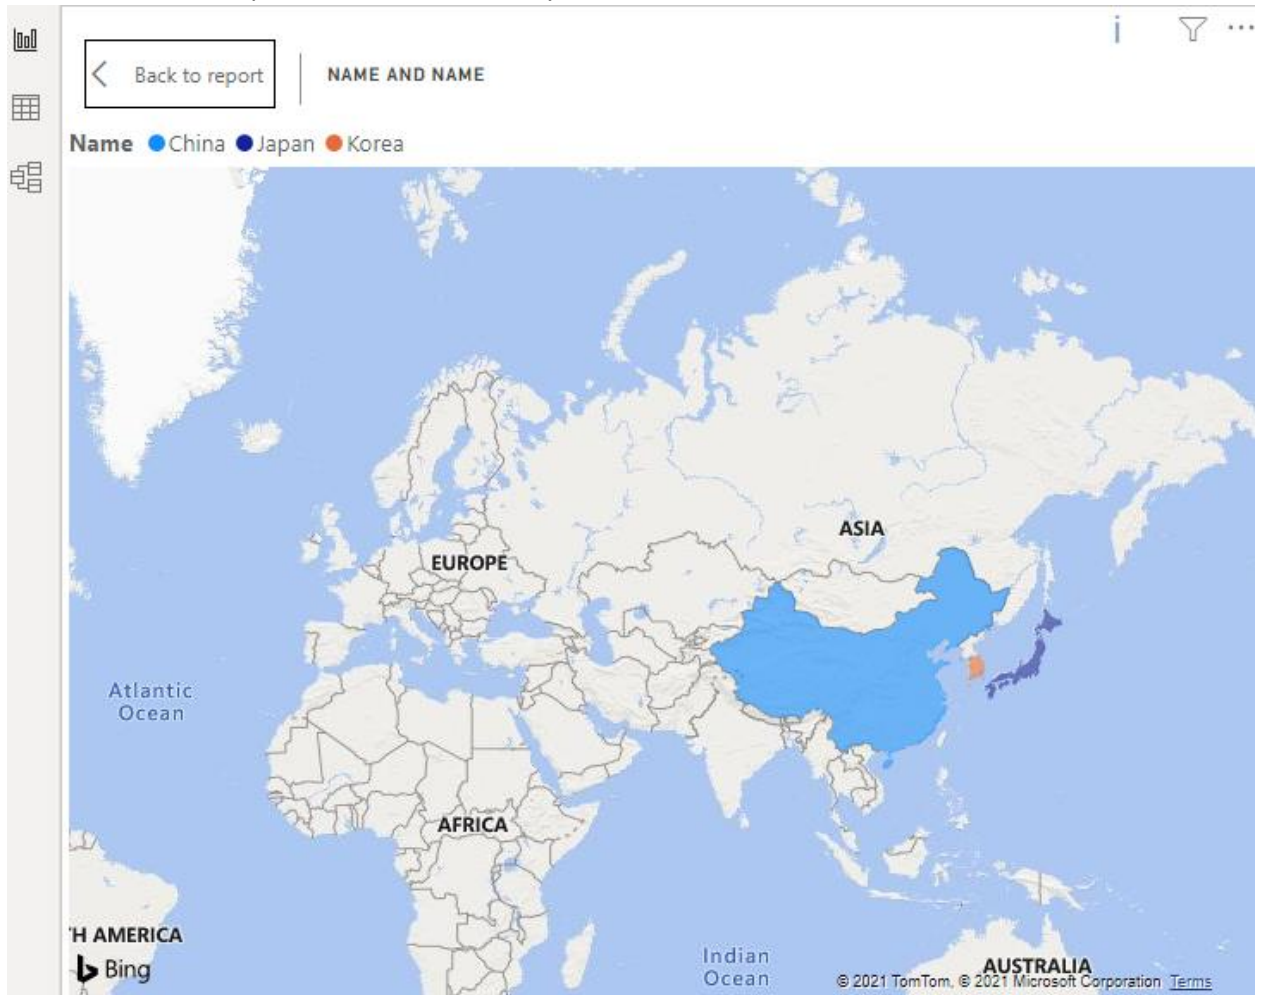 Back to report
NAME AND NAME
Name China Japan Korea
ASIA
EUROPE
Atlantic
Ocean
AFRICA
'H AMERICA
Bing
Indian
Ocean
AUSTRALIA
© 2021 TomTom, © 2021 Microsoft Corporation Terms